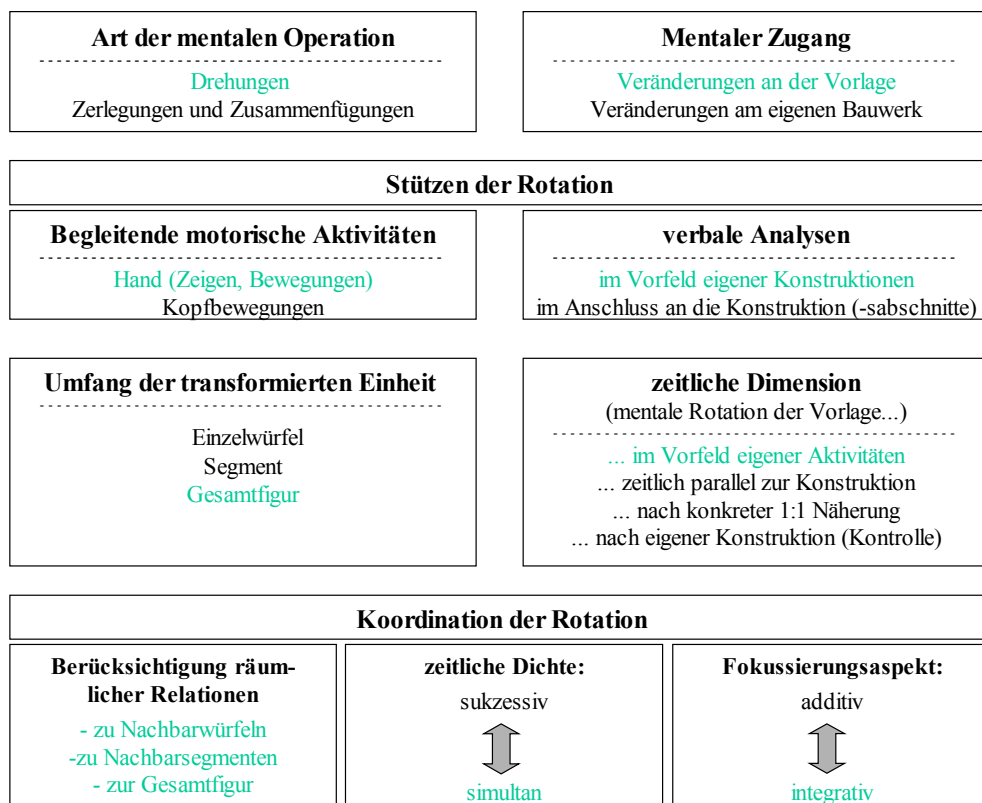 Art der mentalen Operation
Drehungen
Zerlegungen und Zusammenfügungen
Mentaler Zugang
Veränderungen an der Vorlage
Veränderungen am eigenen Bauwerk
Stützen der Rotation
Begleitende motorische Aktivitäten
Hand (Zeigen, Bewegungen)
Kopfbewegungen
verbale Analysen
im Vorfeld eigener Konstruktionen
im Anschluss an die Konstruktion (-sabschnitte)
Umfang der transformierten Einheit
Einzelwürfel
Segment
Gesamtfigur
zeitliche Dimension
(mentale Rotation der Vorlage...)
... im Vorfeld eigener Aktivitäten
... zeitlich parallel zur Konstruktion
... nach konkreter 1:1 Näherung
... nach eigener Konstruktion (Kontrolle)
Koordination der Rotation
Berücksichtigung räum-
licher Relationen
- zu Nachbarwürfeln
-zu Nachbarsegmenten
- zur Gesamtfigur
zeitliche Dichte:
sukzessiv
simultan
Fokussierungsaspekt:
additiv
integrativ